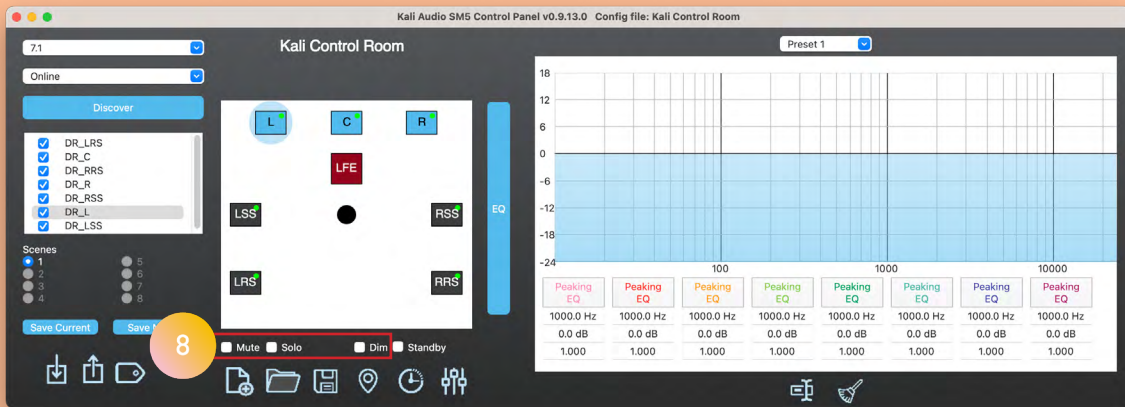 Kali Audio SM5 Control Panel v0.9.13.0 Config file: Kali Control Room
7.1
Online
Discover
DR_LRS
DR_C
DR_RRS
DR_R
DR_RSS
DR_L
DR_LSS
Scenes
1 5
2 6
3 7
4 8
Save Current Save
8
Kali Control Room
L C R
LFE
LSS RSS
LRS RRS
EQ
Mute Solo Dim Standby
Preset 1
18
12
6
0
-6
-12
-18
-24
100 1000 10000
Peaking EQ Peaking EQ Peaking EQ Peaking EQ Peaking EQ Peaking EQ Peaking EQ Peaking EQ
1000.0 Hz 1000.0 Hz 1000.0 Hz 1000.0 Hz 1000.0 Hz 1000.0 Hz 1000.0 Hz 1000.0 Hz
0.0 dB 0.0 dB 0.0 dB 0.0 dB 0.0 dB 0.0 dB 0.0 dB 0.0 dB
1.000 1.000 1.000 1.000 1.000 1.000 1.000 1.000